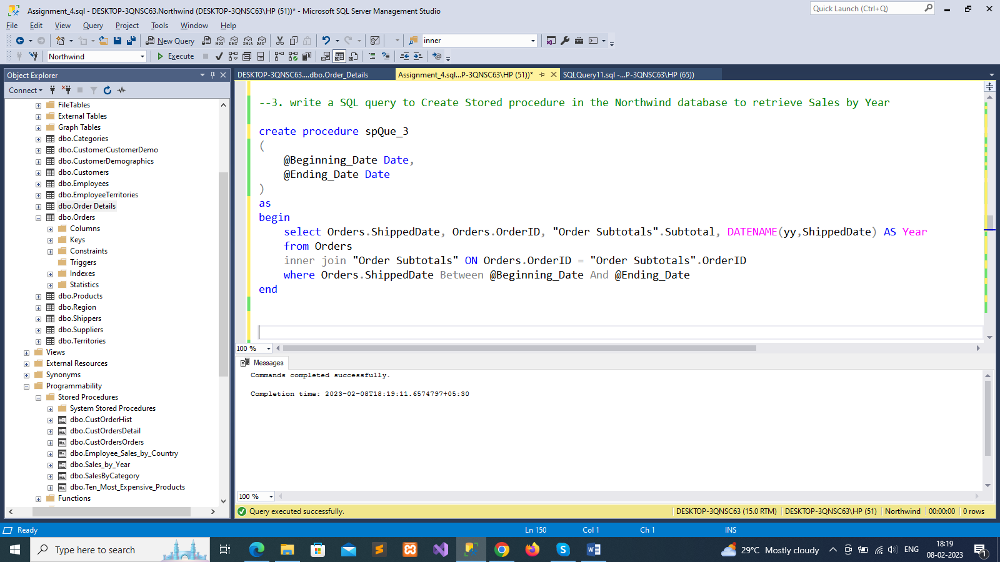 Assignment_4.sql - DESKTOP-3QNSC63.Northwind (DESKTOP-3QNSC63\HP (51))* - Microsoft SQL Server Management Studio
Quick Launch (Ctrl+Q)
File Edit View Query Project Tools Window Help
New Query
MDX DMX XMLA DAX
inner
Northwind
Execute
Object Explorer
Connect
FileTables
External Tables
Graph Tables
dbo.Categories
dbo.CustomerCustomerDemo
dbo.CustomerDemographics
dbo.Customers
dbo.Employees
dbo.EmployeeTerritories
dbo.Order Details
dbo.Orders
Columns
Keys
Constraints
Triggers
Indexes
Statistics
dbo.Products
dbo.Region
dbo.Shippers
dbo.Suppliers
dbo.Territories
Views
External Resources
Synonyms
Programmability
Stored Procedures
System Stored Procedures
dbo.CustOrderHist
dbo.CustOrdersDetail
dbo.CustOrdersOrders
dbo.Employee_Sales_by_Country
dbo.Sales_by_Year
dbo.SalesByCategory
dbo.Ten_Most_Expensive_Products
Functions
DESKTOP-3QNSC63....dbo.Order_Details
Assignment_4.sql...P-3QNSC63\HP (51))*
SQLQuery11.sql -...P-3QNSC63\HP (65))
--3. write a SQL query to Create Stored procedure in the Northwind database to retrieve Sales by Year
create procedure spQue_3
(
@Beginning_Date Date,
@Ending_Date Date
)
as
begin
select Orders.ShippedDate, Orders.OrderID, "Order Subtotals".Subtotal, DATENAME(yy,ShippedDate) AS Year
from Orders
inner join "Order Subtotals" ON Orders.OrderID = "Order Subtotals".OrderID
where Orders.ShippedDate Between @Beginning_Date And @Ending_Date
end
100 %
Messages
Commands completed successfully.
Completion time: 2023-02-08T18:19:11.6574797+05:30
100 %
Query executed successfully.
DESKTOP-3QNSC63 (15.0 RTM) DESKTOP-3QNSC63\HP (51) Northwind 00:00:00 0 rows
Ready
Ln 150 Col 1 Ch 1 INS
Type here to search
29°C Mostly cloudy
ENG
18:19
08-02-2023
1